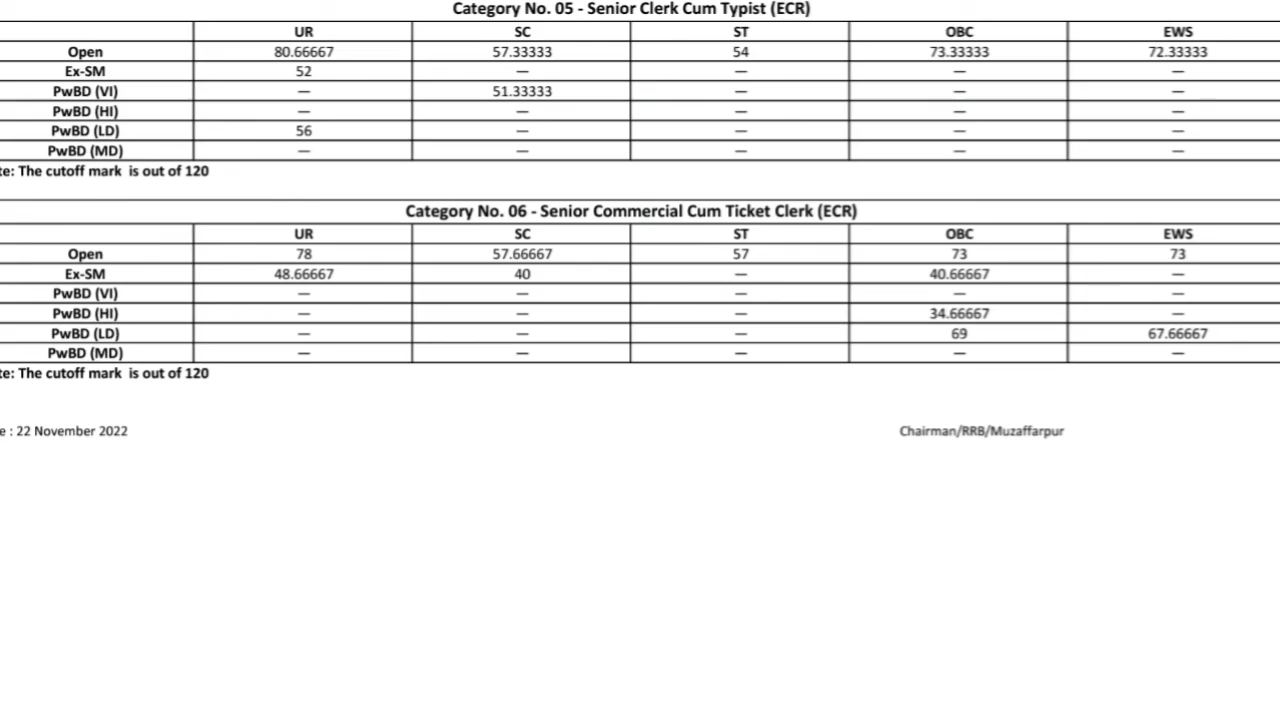 Category No. 05 - Senior Clerk Cum Typist (ECR)
UR SC ST OBC EWS
Open 80.66667 57.33333 54 73.33333 72.33333
Ex-SM 52 — — — —
PwBD (VI) — 51.33333 — — —
PwBD (HI) — — — — —
PwBD (LD) 56 — — — —
PwBD (MD) — — — — —
te: The cutoff mark is out of 120
Category No. 06 - Senior Commercial Cum Ticket Clerk (ECR)
UR SC ST OBC EWS
Open 78 57.66667 57 73 73
Ex-SM 48.66667 40 — 40.66667 —
PwBD (VI) — — — — —
PwBD (HI) — — — 34.66667 —
PwBD (LD) — — — 69 67.66667
PwBD (MD) — — — — —
te: The cutoff mark is out of 120
e : 22 November 2022 Chairman/RRB/Muzaffarpur